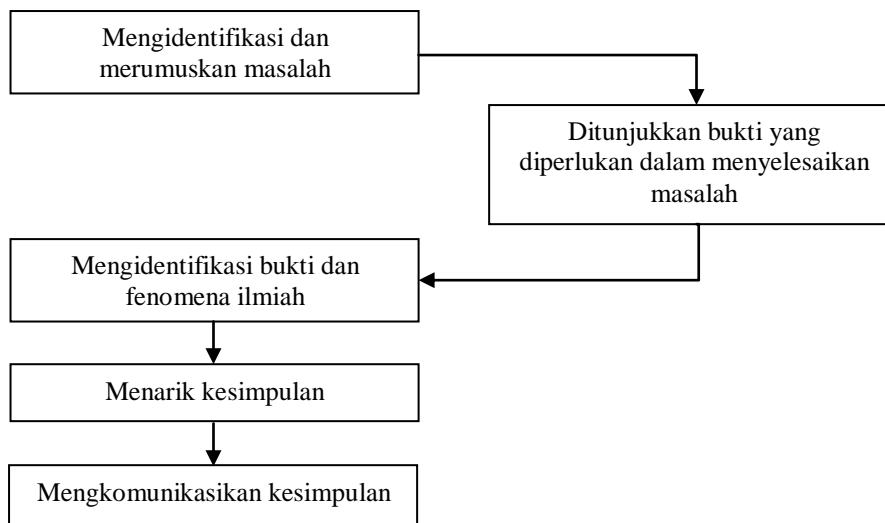 Mengidentifikasi dan
merumuskan masalah
Ditunjukkan bukti yang
diperlukan dalam menyelesaikan
masalah
Mengidentifikasi bukti dan
fenomena ilmiah
Menarik kesimpulan
Mengkomunikasikan kesimpulan